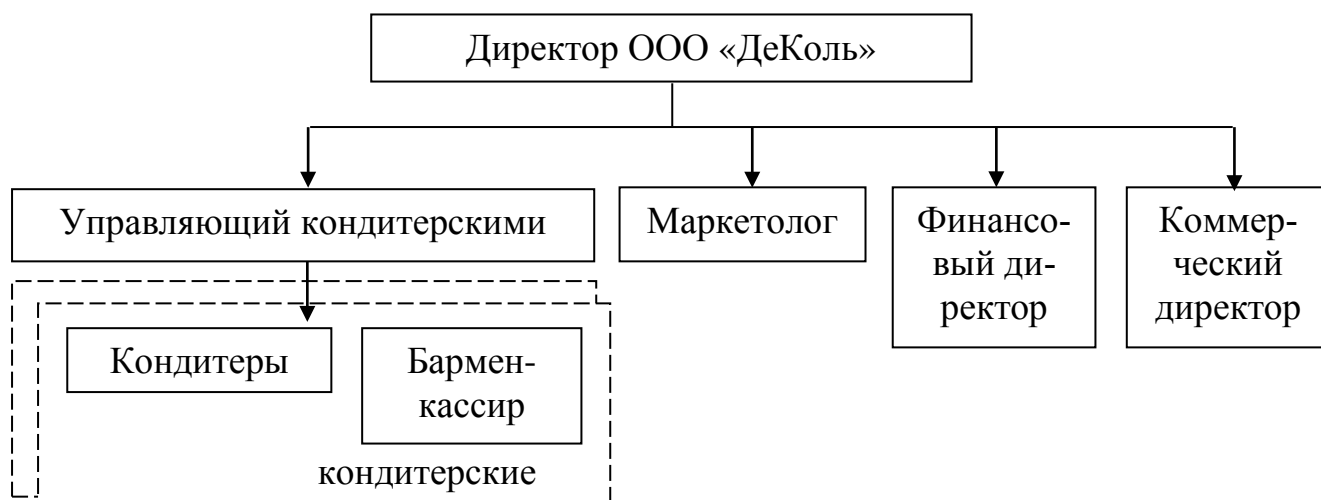 Директор ООО «ДеКоль»
Управляющий кондитерскими
Маркетолог
Финансо-
вый ди-
ректор
Коммер-
ческий
директор
Кондитеры
Бармен-
кассир
кондитерские